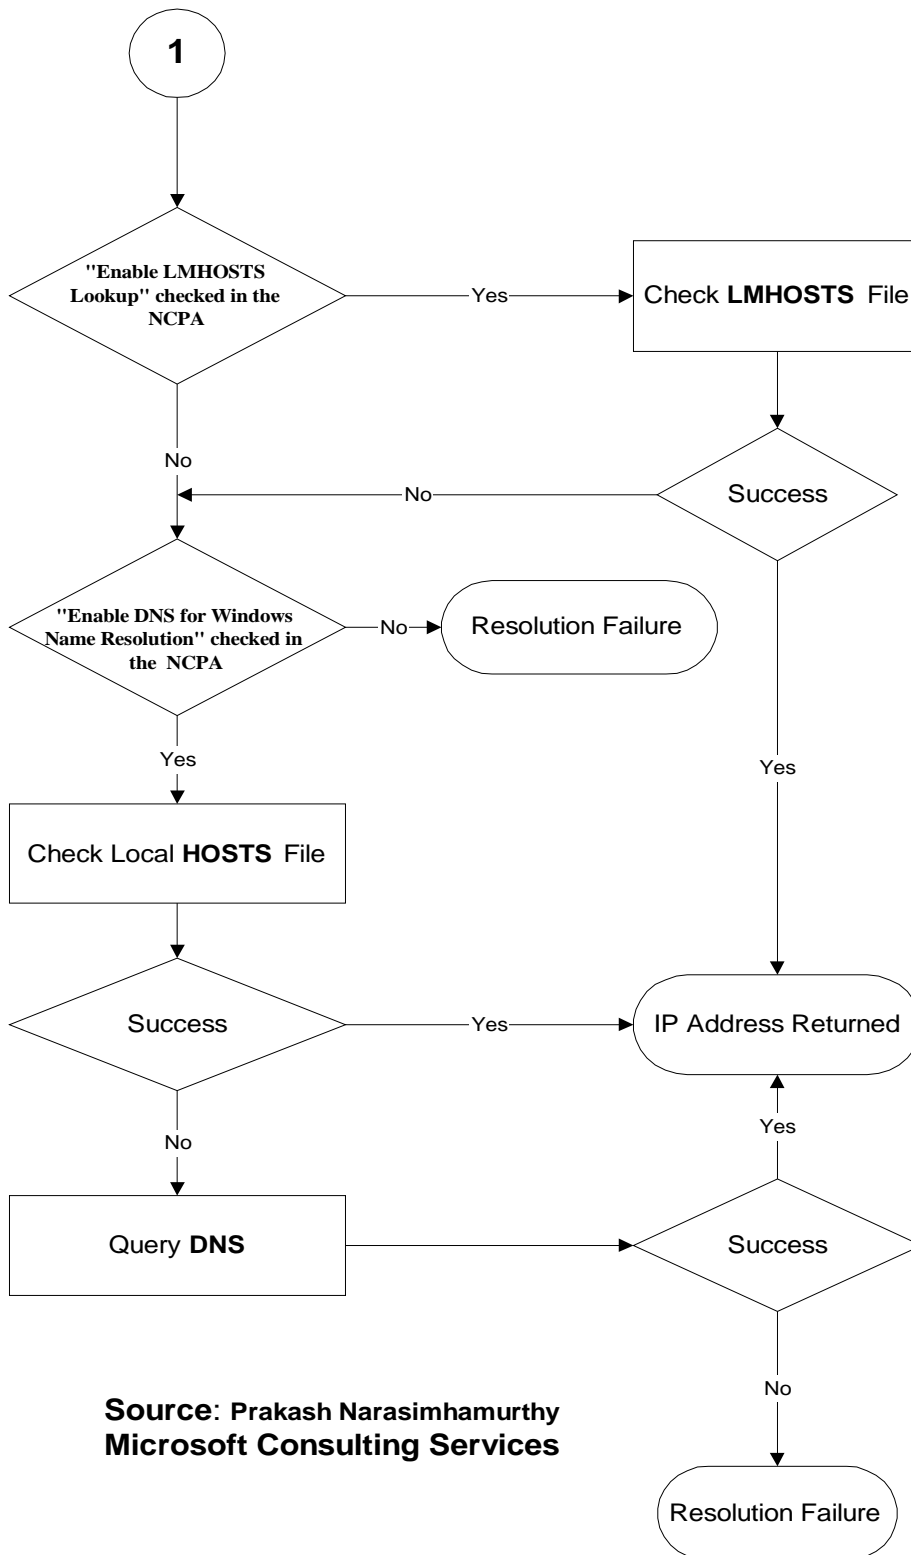 1
"Enable LMHOSTS
Lookup" checked in the
NCPA
Yes
Check LMHOSTS File
No
Success
No
"Enable DNS for Windows
Name Resolution" checked in
the NCPA
No
Resolution Failure
Yes
Yes
Check Local HOSTS File
Success
Yes
IP Address Returned
No
Yes
Query DNS
Success
No
Source: Prakash Narasimhamurthy
Microsoft Consulting Services
Resolution Failure